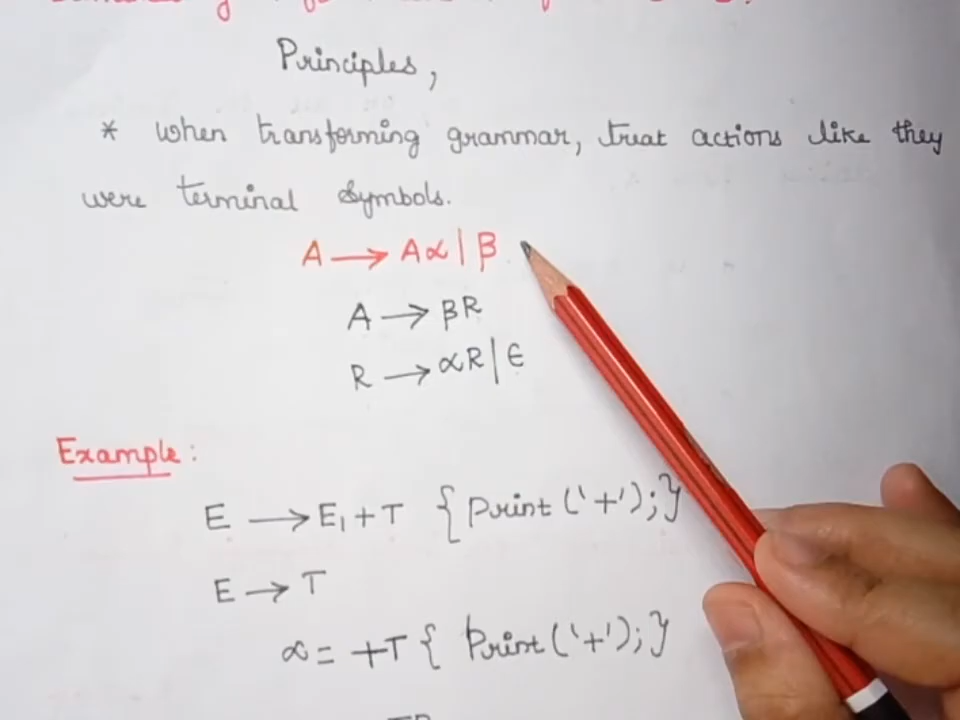 Principles,
* when transforming grammar, treat actions like they
were terminal symbols.
A → Aα | β
A → βR
R → αR | ϵ
Example:
E → E₁ + T { Print ('+'); }
E → T
α = +T { Print ('+'); }